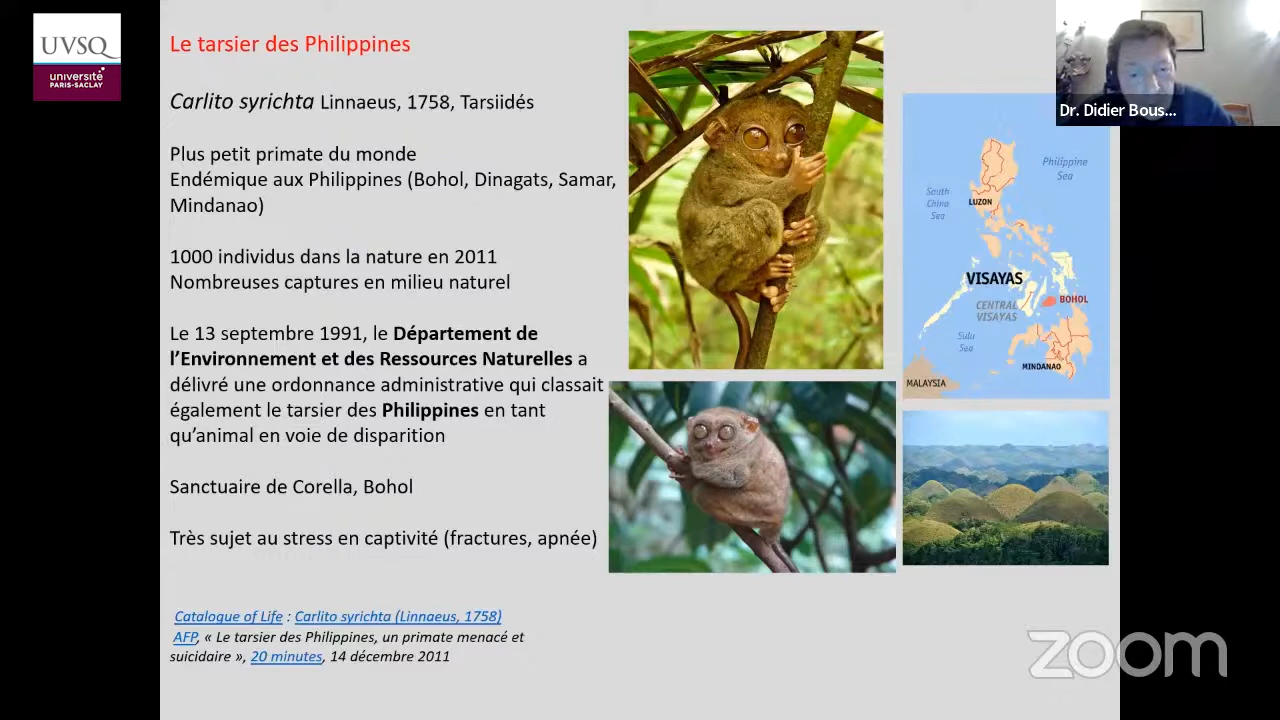 UVSQ
université
PARIS-SACLAY
Le tarsier des Philippines
Carlito syrichta Linnaeus, 1758, Tarsiidés
Plus petit primate du monde
Endémique aux Philippines (Bohol, Dinagats, Samar,
Mindanao)
1000 individus dans la nature en 2011
Nombreuses captures en milieu naturel
Le 13 septembre 1991, le Département de
l’Environnement et des Ressources Naturelles a
délivré une ordonnance administrative qui classait
également le tarsier des Philippines en tant
qu’animal en voie de disparition
Sanctuaire de Corella, Bohol
Très sujet au stress en captivité (fractures, apnée)
Catalogue of Life : Carlito syrichta (Linnaeus, 1758)
AFP, « Le tarsier des Philippines, un primate menacé et
suicidaire », 20 minutes, 14 décembre 2011
Dr. Didier Bous...
Philippine
Sea
South
China
Sea
LUZON
VISAYAS
CENTRAL
VISAYAS
BOHOL
Sulu
Sea
MINDANAO
MALAYSIA
zoom